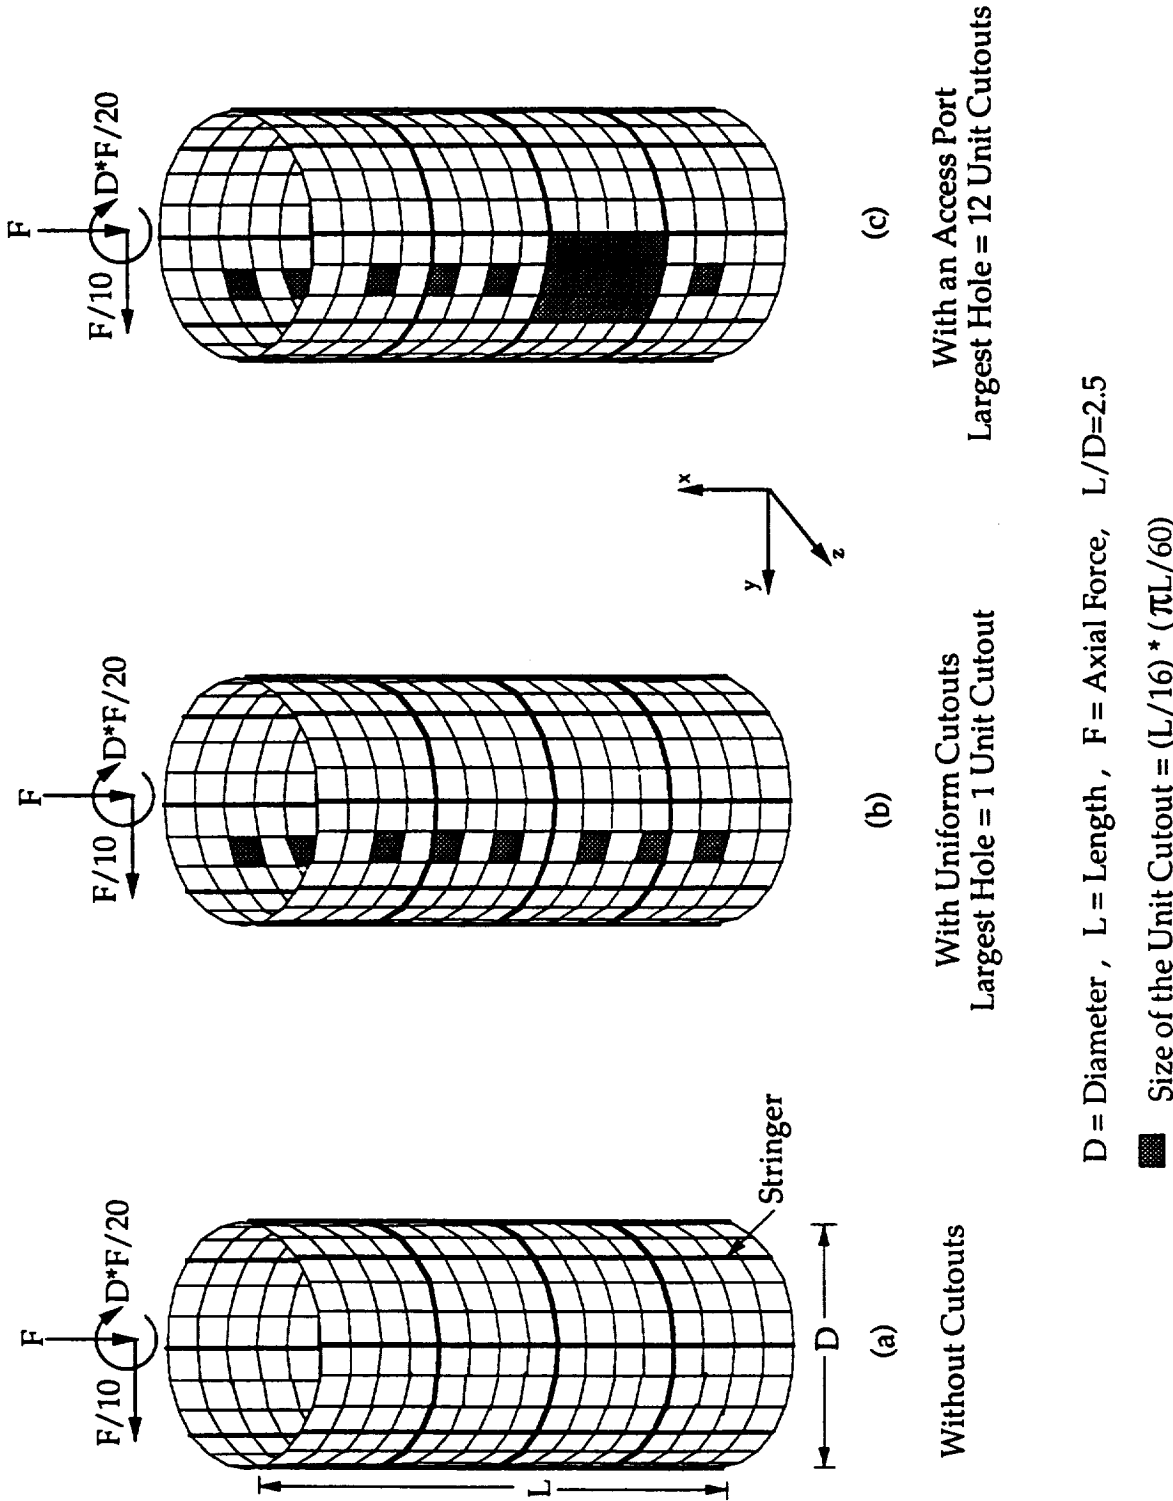 F
F/10
D*F/20
L
D
Stringer
(a)
Without Cutouts
F
F/10
D*F/20
(b)
With Uniform Cutouts
Largest Hole = 1 Unit Cutout
x
y
z
F
F/10
D*F/20
(c)
With an Access Port
Largest Hole = 12 Unit Cutouts
D = Diameter , L = Length , F = Axial Force, L/D=2.5
Size of the Unit Cutout = (L/16) * (πL/60)